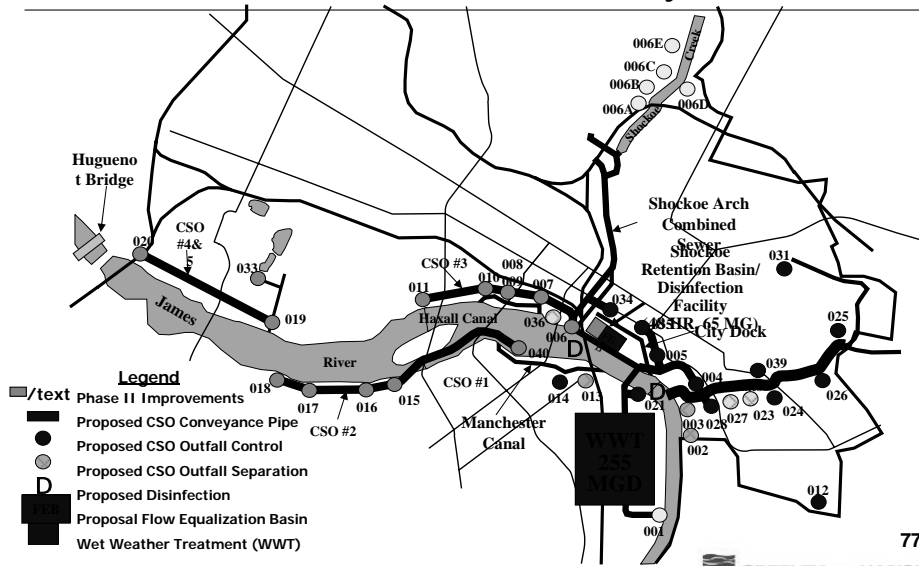 006E
006C
006B
006A
006D
Creek
Shockoe
Hugueno
t Bridge
CSO
#4&
5
020
033
019
James
River
Shockoe Arch
Combined
Sewer
Shockoe
Retention Basin/
Disinfection
Facility
City Dock
031
025
CSO #3
011
010
008
009
007
Haxall Canal
036
006
034
035
005
004
039
D
040
CSO #1
018
017
016
015
CSO #2
014
013
Manchester
Canal
021
D
003
028
027
023
024
026
002
012
001
WWT
255
MGD
Legend
/text Phase II Improvements
Proposed CSO Conveyance Pipe
Proposed CSO Outfall Control
Proposed CSO Outfall Separation
D Proposed Disinfection
FEB Proposal Flow Equalization Basin
Wet Weather Treatment (WWT)
77